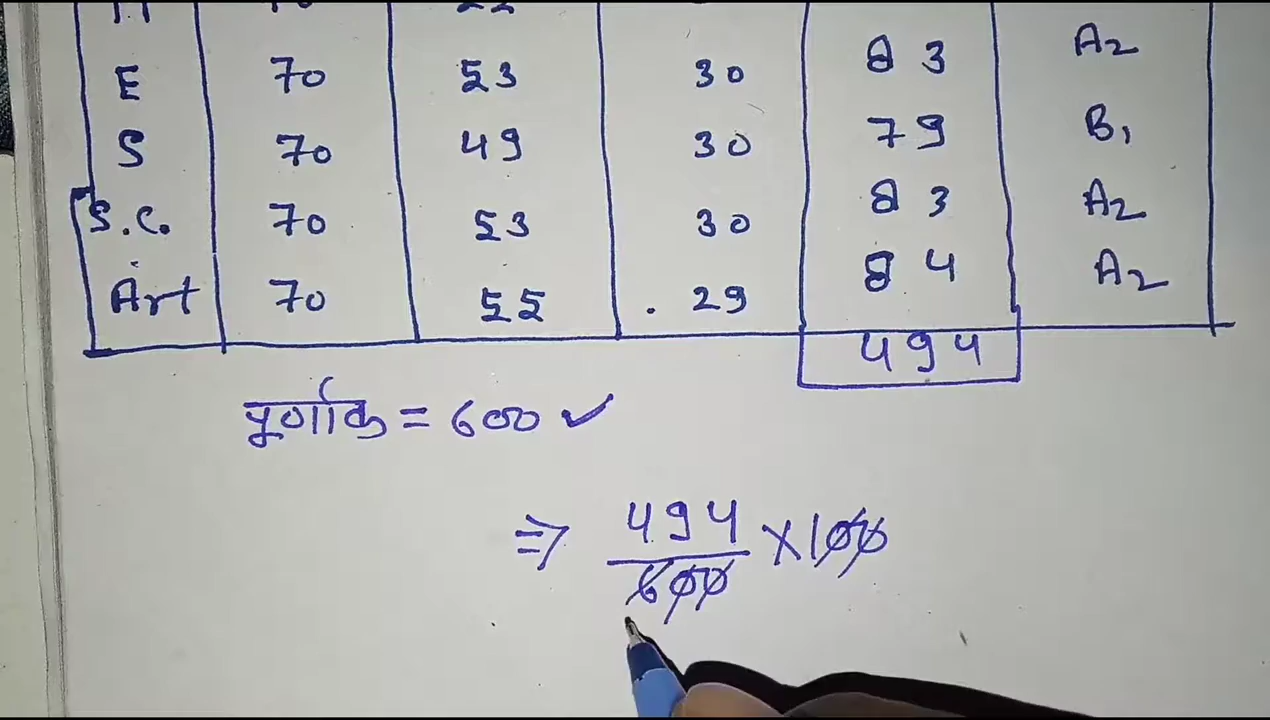 E 70 53 30 83 A2
S 70 49 30 79 B1
S.C. 70 53 30 83 A2
Art 70 55 . 29 84 A2
494
पूर्णांक = 600 ✓
⇒ 494/600 × 100